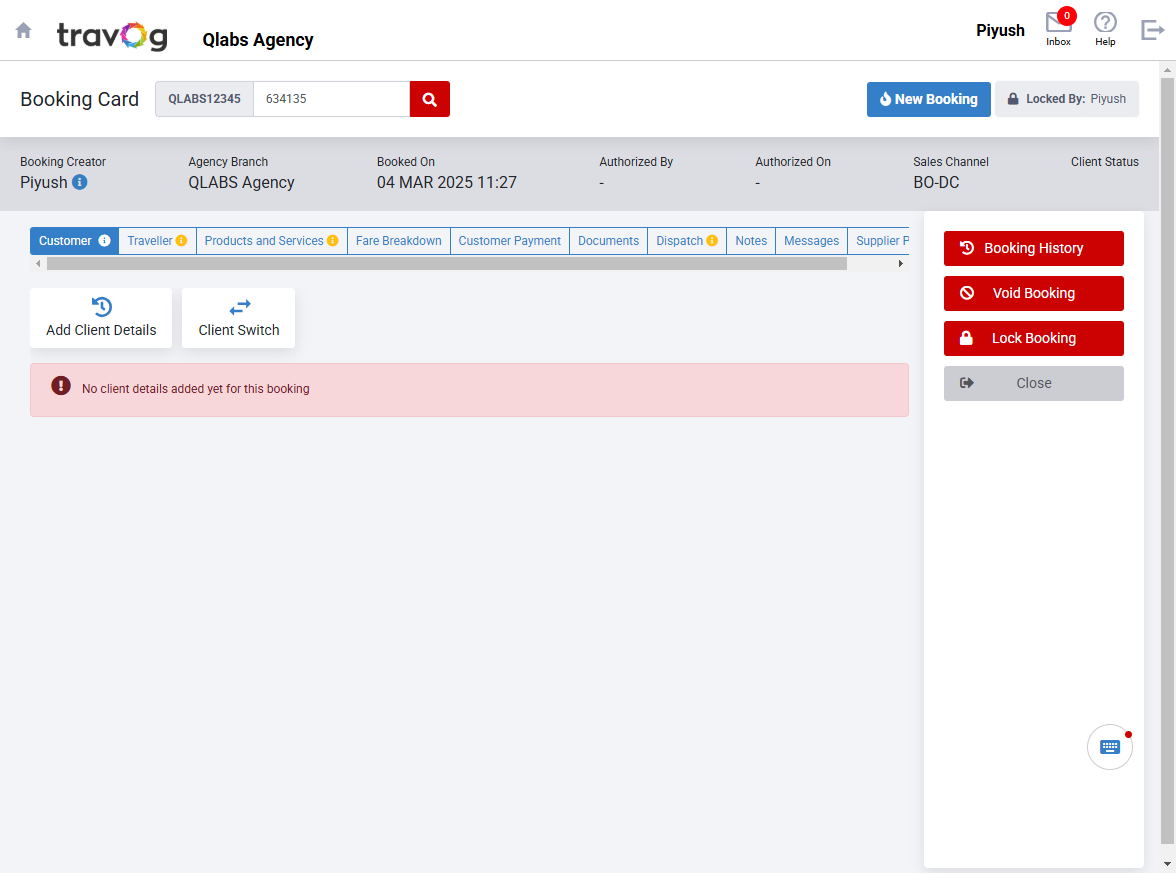 travog
Qlabs Agency
Piyush
0
Inbox
Help
Booking Card
QLABS12345
634135
New Booking
Locked By: Piyush
Booking Creator
Agency Branch
Booked On
Authorized By
Authorized On
Sales Channel
Client Status
Piyush
QLABS Agency
04 MAR 2025 11:27
-
-
BO-DC
Customer
Traveller
Products and Services
Fare Breakdown
Customer Payment
Documents
Dispatch
Notes
Messages
Supplier P
Booking History
Void Booking
Lock Booking
Close
Add Client Details
Client Switch
No client details added yet for this booking